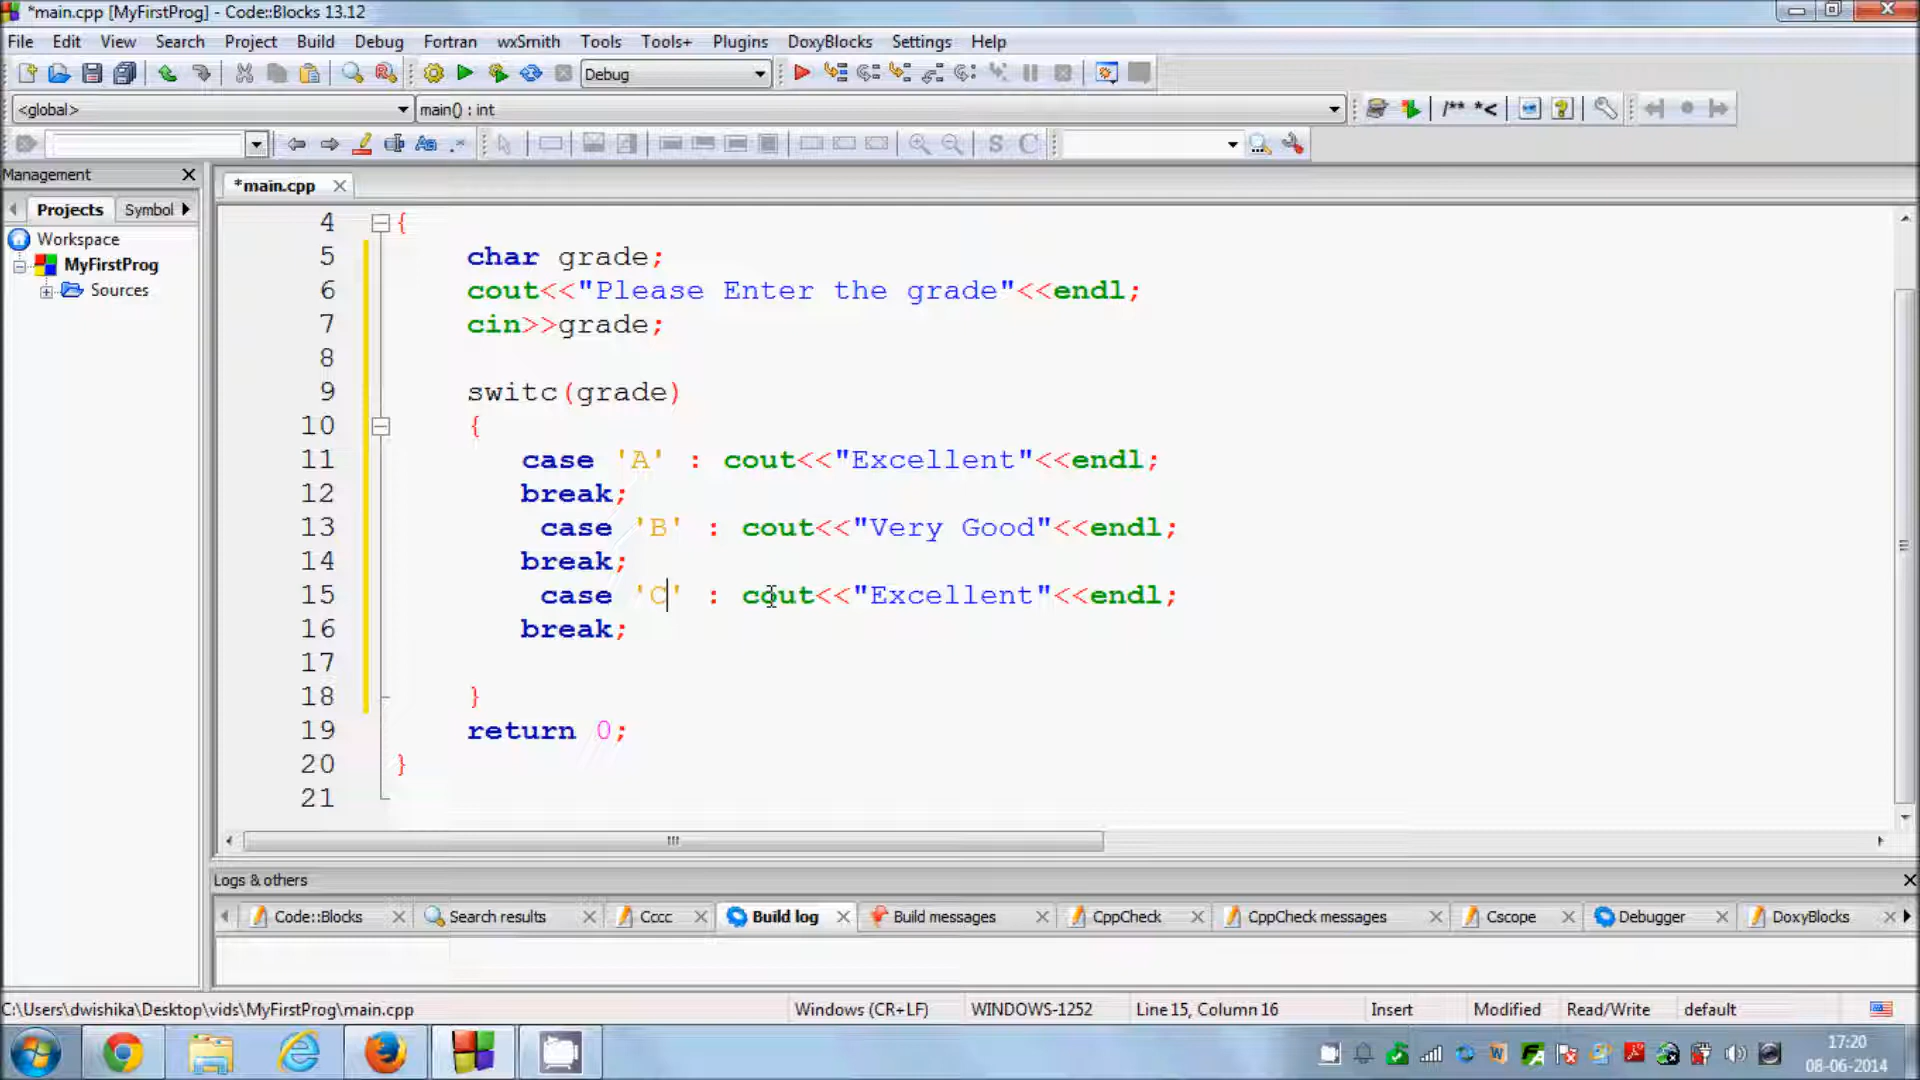 *main.cpp [MyFirstProg] - Code::Blocks 13.12
File Edit View Search Project Build Debug Fortran wxSmith Tools Tools+ Plugins DoxyBlocks Settings Help
Debug
<global> main() : int /** *<
S C
Management
*main.cpp
Projects Symbol
Workspace
MyFirstProg
Sources
4 {
5 char grade;
6 cout<<"Please Enter the grade"<<endl;
7 cin>>grade;
8
9 switc(grade)
10 {
11 case 'A' : cout<<"Excellent"<<endl;
12 break;
13 case 'B' : cout<<"Very Good"<<endl;
14 break;
15 case 'C' : cout<<"Excellent"<<endl;
16 break;
17
18 }
19 return 0;
20 }
21
Logs & others
Code::Blocks Search results Cccc Build log Build messages CppCheck CppCheck messages Cscope Debugger DoxyBlocks
C:\Users\dwishika\Desktop\vids\MyFirstProg\main.cpp Windows (CR+LF) WINDOWS-1252 Line 15, Column 16 Insert Modified Read/Write default
17:20
08-06-2014